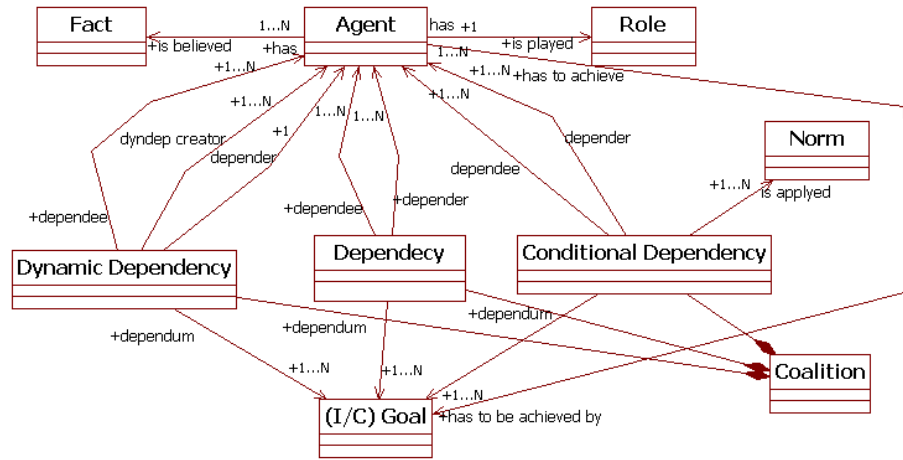 Fact
1...N
+is believed
+has
Agent
has +1
+is played
Role
1...N
+1...N
+has to achieve
+1...N
+1...N
+1
1...N
1...N
+1...N
dyndep creator
depender
depender
dependee
Norm
+1...N
is applyed
+dependee
+dependee
+depender
Dynamic Dependency
Dependecy
Conditional Dependency
+dependum
+dependum
+dependum
+1...N
+1...N
+1...N
Coalition
(I/C) Goal
+has to be achieved by